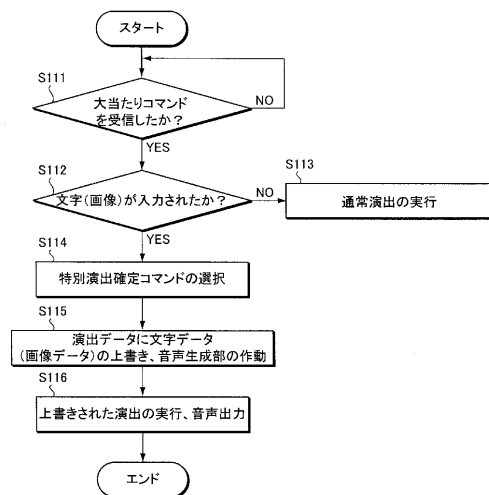 スタート
S111
大当たりコマンド
を受信したか？
NO
YES
S112
文字(画像)が入力されたか？
NO
YES
S113
通常演出の実行
S114
特別演出確定コマンドの選択
S115
演出データに文字データ
(画像データ)の上書き、音声生成部の作動
S116
上書きされた演出の実行、音声出力
エンド